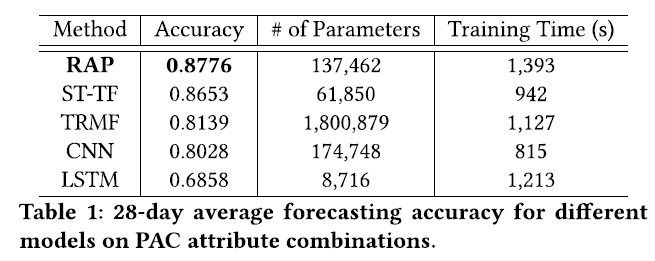 Method Accuracy # of Parameters Training Time (s)
RAP 0.8776 137,462 1,393
ST-TF 0.8653 61,850 942
TRMF 0.8139 1,800,879 1,127
CNN 0.8028 174,748 815
LSTM 0.6858 8,716 1,213
Table 1: 28-day average forecasting accuracy for different
models on PAC attribute combinations.